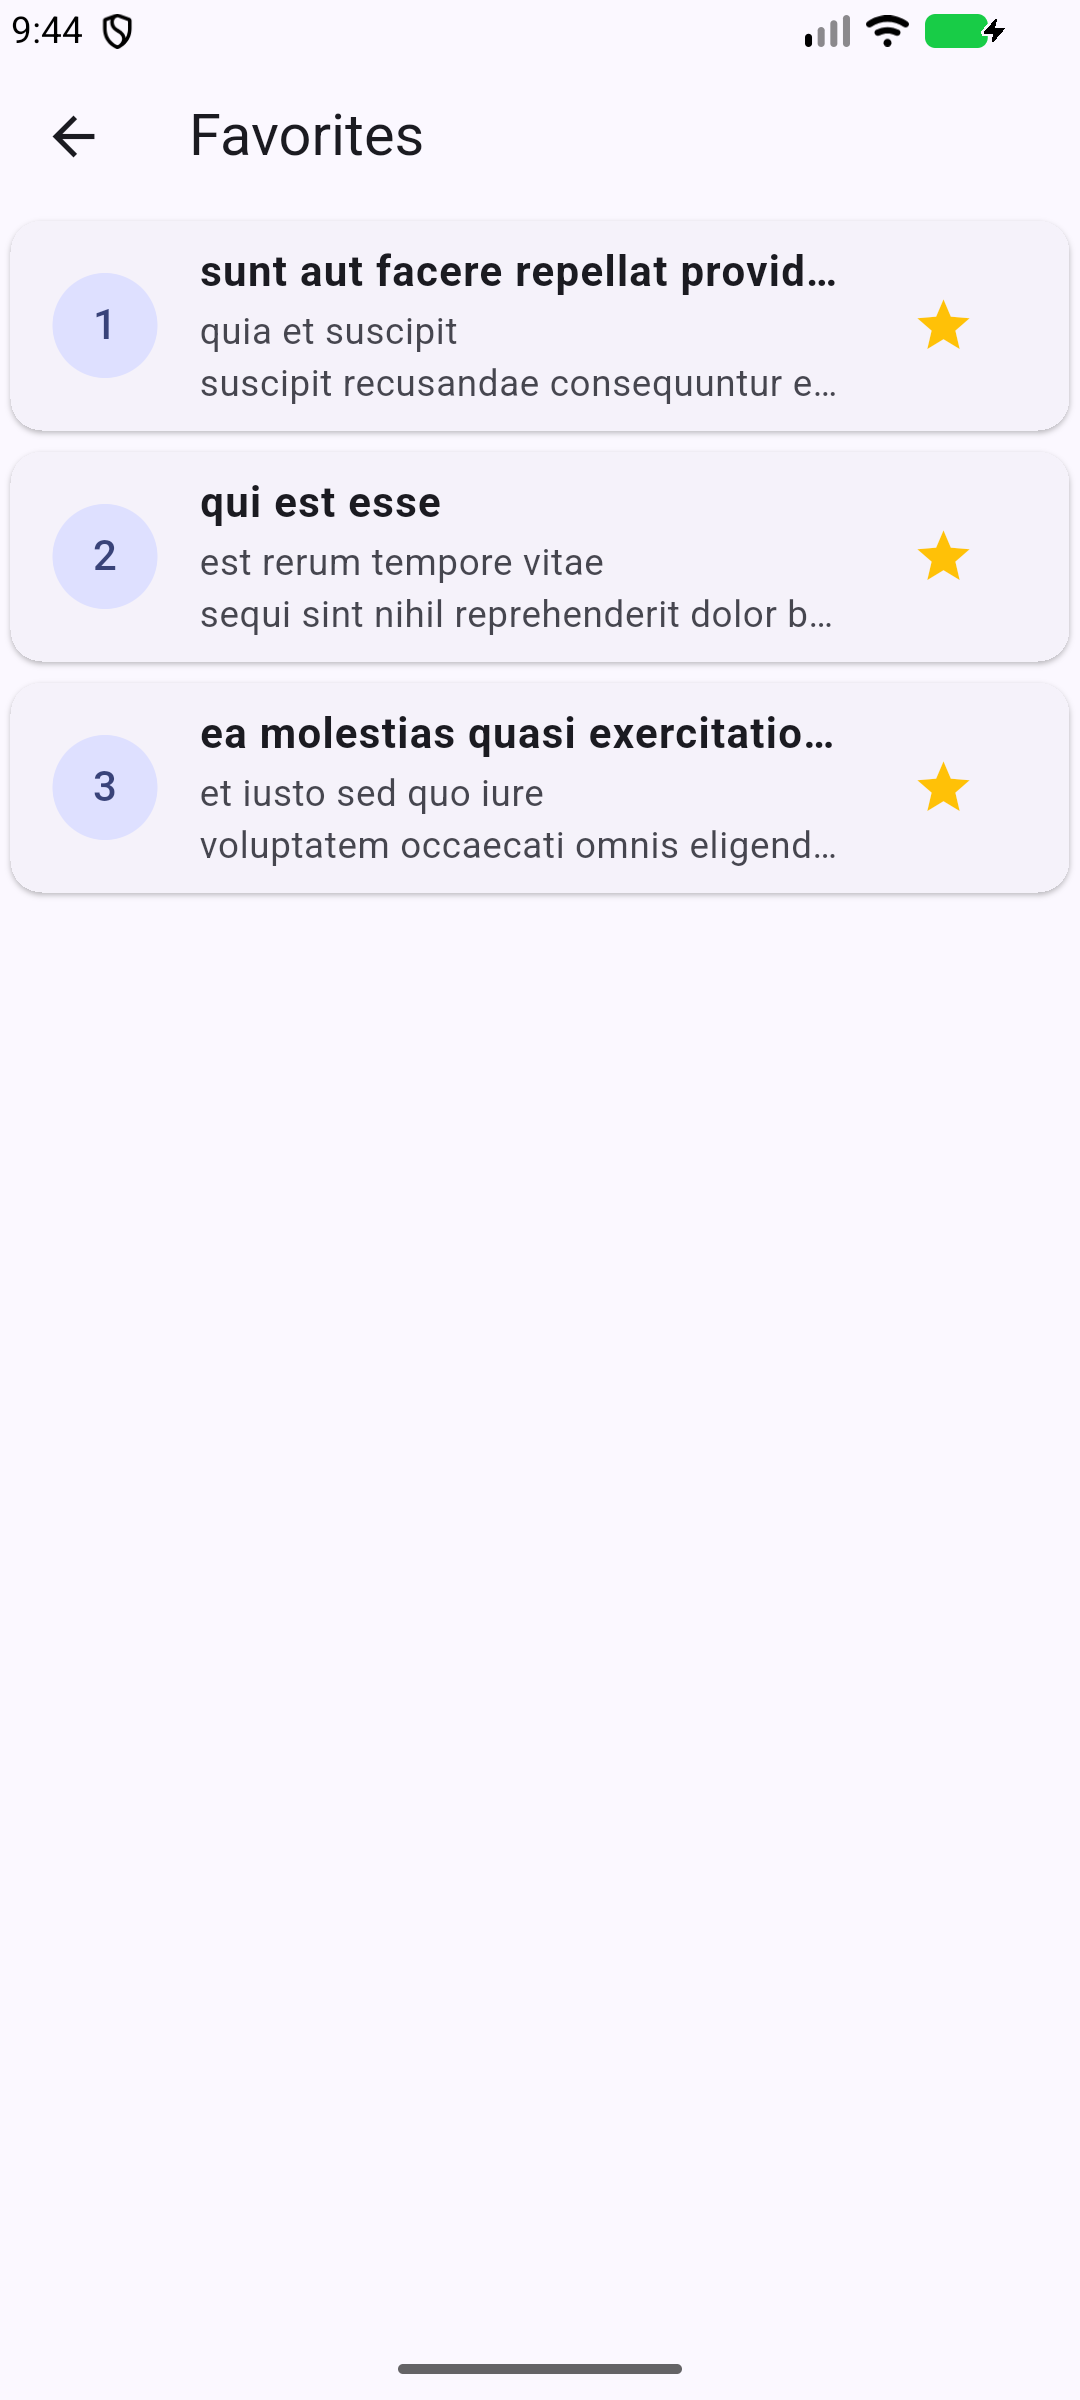 9:44
Favorites
1
sunt aut facere repellat provid…
quia et suscipit
suscipit recusandae consequuntur e…
2
qui est esse
est rerum tempore vitae
sequi sint nihil reprehenderit dolor b…
3
ea molestias quasi exercitatio…
et iusto sed quo iure
voluptatem occaecati omnis eligend…